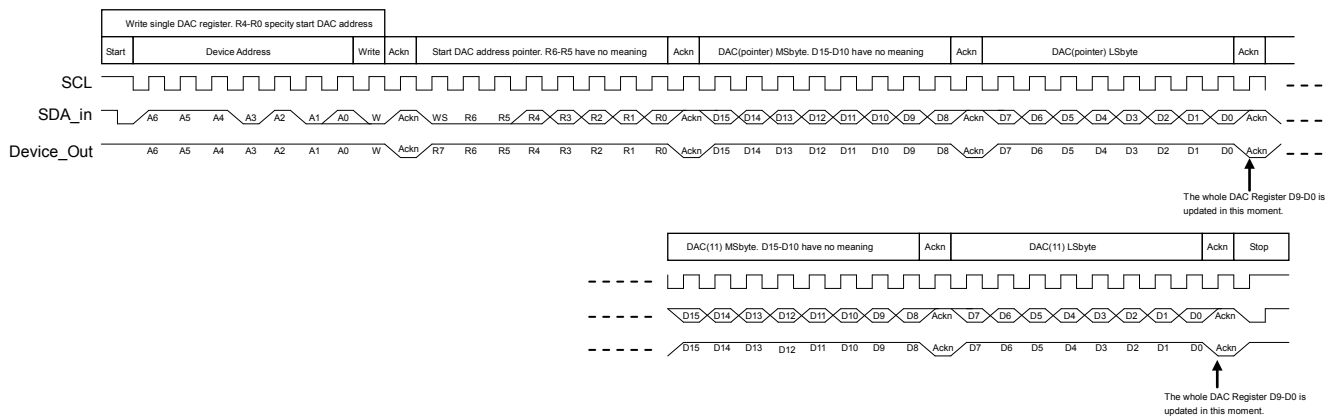 Write single DAC register. R4-R0 specity start DAC address
Start Device Address Write Ackn Start DAC address pointer. R6-R5 have no meaning Ackn DAC(pointer) MSbyte. D15-D10 have no meaning Ackn DAC(pointer) LSbyte Ackn
SCL
SDA_in A6 A5 A4 A3 A2 A1 A0 W Ackn WS R6 R5 R4 R3 R2 R1 R0 Ackn D15 D14 D13 D12 D11 D10 D9 D8 Ackn D7 D6 D5 D4 D3 D2 D1 D0 Ackn
Device_Out A6 A5 A4 A3 A2 A1 A0 W Ackn R7 R6 R5 R4 R3 R2 R1 R0 Ackn D15 D14 D13 D12 D11 D10 D9 D8 Ackn D7 D6 D5 D4 D3 D2 D1 D0 Ackn
The whole DAC Register D9-D0 is
updated in this moment.
DAC(11) MSbyte. D15-D10 have no meaning Ackn DAC(11) LSbyte Ackn Stop
D15 D14 D13 D12 D11 D10 D9 D8 Ackn D7 D6 D5 D4 D3 D2 D1 D0 Ackn
D15 D14 D13 D12 D11 D10 D9 D8 Ackn D7 D6 D5 D4 D3 D2 D1 D0 Ackn
The whole DAC Register D9-D0 is
updated in this moment.